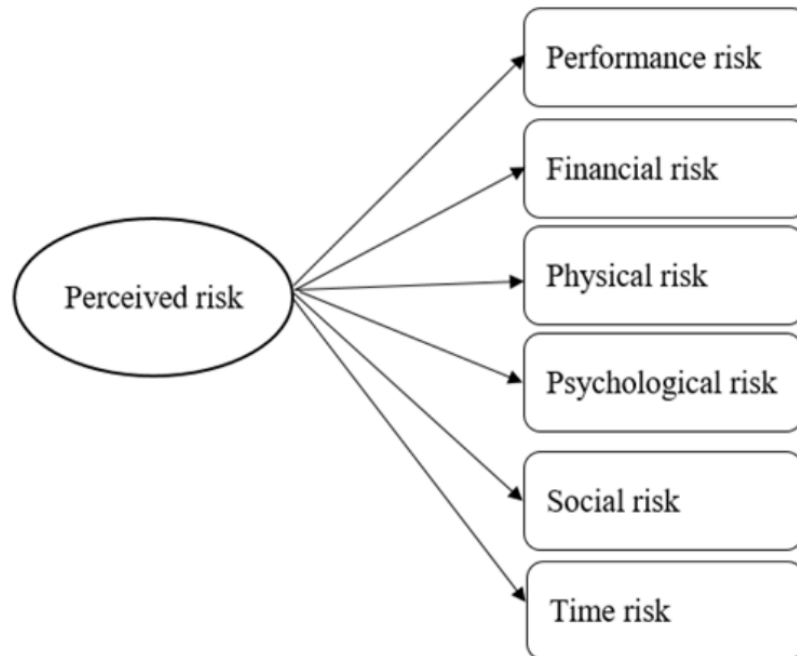 Performance risk
Financial risk
Perceived risk
Physical risk
Psychological risk
Social risk
Time risk